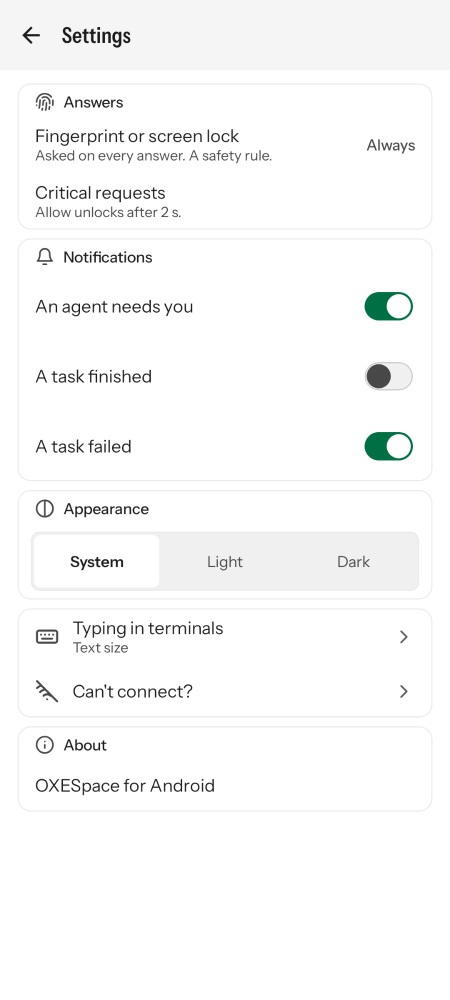 Settings
Answers
Fingerprint or screen lock
Asked on every answer. A safety rule.
Always
Critical requests
Allow unlocks after 2 s.
Notifications
An agent needs you
A task finished
A task failed
Appearance
System
Light
Dark
Typing in terminals
Text size
Can't connect?
About
OXESpace for Android